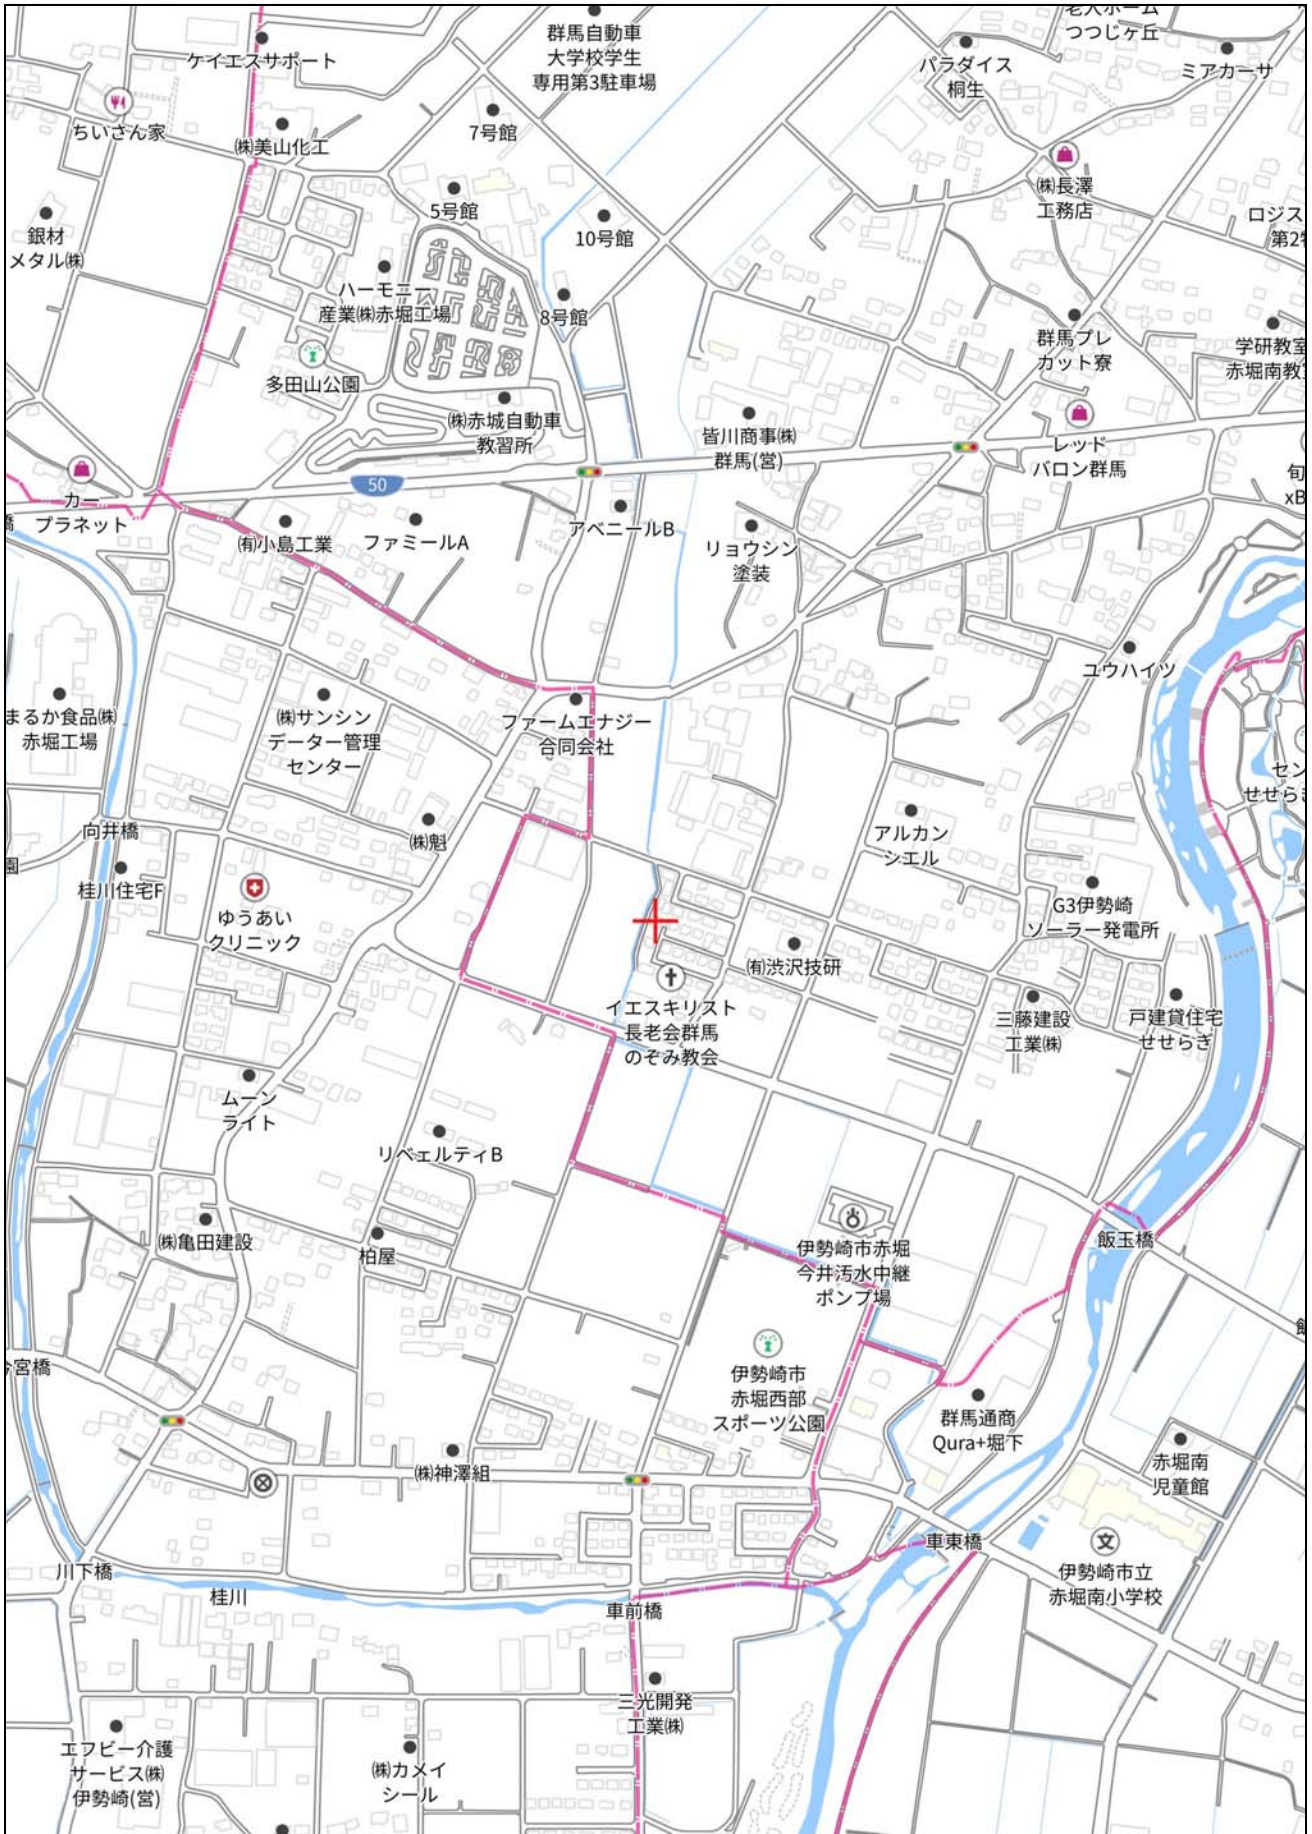 老人ホーム
つつじヶ丘
群馬自動車
大学校学生
専用第3駐車場
ケイエスサポート
パラダイス
桐生
ミアカーサ
ちいさん家
㈱美山化工
7号館
㈱長澤
工務店
5号館
10号館
銀材
メタル㈱
ロジス
ハーモニー
産業㈱赤堀工場
8号館
群馬プレ
カット寮
学研教室
赤堀南教
多田山公園
㈱赤城自動車
教習所
皆川商事㈱
群馬(営)
レッド
バロン群馬
50
カー
プラネット
旬
xB
橋
㈲小島工業
ファミールA
アベニールB
リョウシン
塗装
ユウハイツ
まるか食品㈱
赤堀工場
㈱サンシン
データー管理
センター
ファームエナジー
合同会社
セン
せせら
向井橋
㈱魁
アルカン
シエル
園
桂川住宅F
ゆうあい
クリニック
G3伊勢崎
ソーラー発電所
㈲渋沢技研
イエスキリスト
長老会群馬
のぞみ教会
三藤建設
工業㈱
戸建貸住宅
せせらぎ
ムーン
ライト
リベェルティB
㈱亀田建設
柏屋
伊勢崎市赤堀
今井汚水中継
ポンプ場
飯玉橋
今宮橋
伊勢崎市
赤堀西部
スポーツ公園
群馬通商
Qura+堀下
赤堀南
児童館
㈱神澤組
車東橋
文
伊勢崎市立
赤堀南小学校
川下橋
桂川
車前橋
三光開発
工業㈱
エフビー介護
サービス㈱
伊勢崎(営)
㈱カメイ
シール